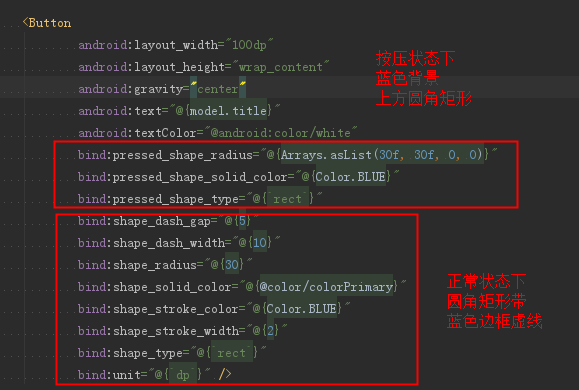 <Button
android:layout_width="100dp"
android:layout_height="wrap_content"
android:gravity="center"
android:text="@{model.title}"
android:textColor="@android:color/white"
bind:pressed_shape_radius="@{Arrays.asList(30f, 30f, 0, 0)}"
bind:pressed_shape_solid_color="@{Color.BLUE}"
bind:pressed_shape_type="@{`rect`}"
按压状态下
蓝色背景
上方圆角矩形
bind:shape_dash_gap="@{5}"
bind:shape_dash_width="@{10}"
bind:shape_radius="@{30}"
bind:shape_solid_color="@{@color/colorPrimary}"
bind:shape_stroke_color="@{Color.BLUE}"
bind:shape_stroke_width="@{2}"
bind:shape_type="@{`rect`}"
bind:unit="@{`dp`}" />
正常状态下
圆角矩形带
蓝色边框虚线